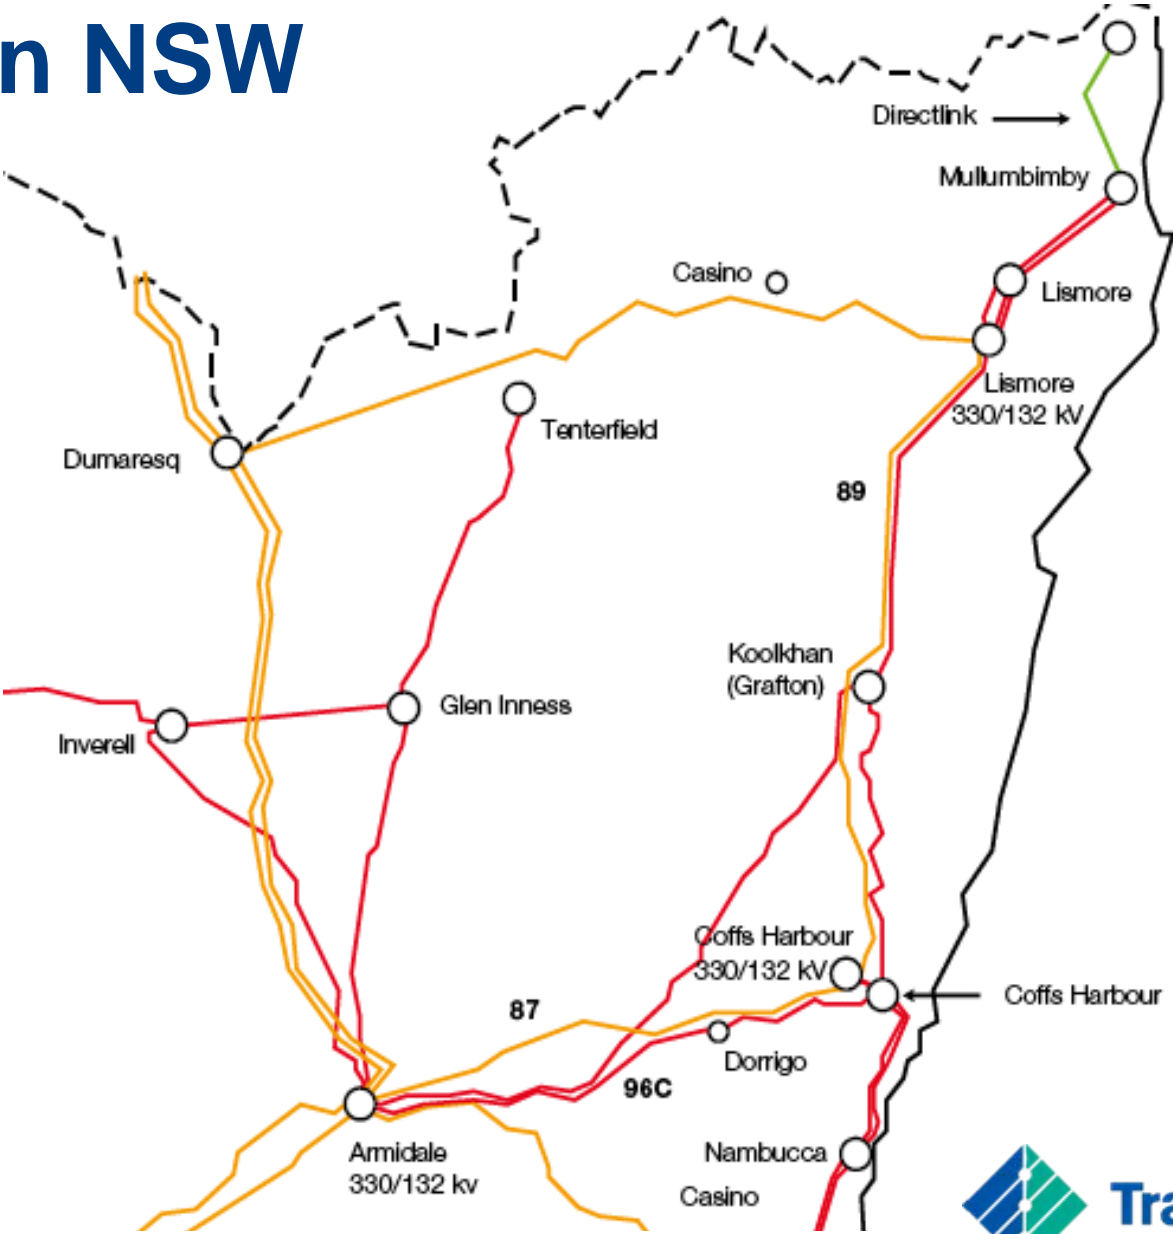 n NSW
Directlink
Mullumbimby
Casino
Lismore
Lismore
330/132 kV
Tenterfield
Dumaresq
89
Koolkhan
(Grafton)
Glen Inness
Inverell
Coffs Harbour
330/132 kV
Coffs Harbour
87
Dorrigo
96C
Armidale
330/132 kv
Nambucca
Casino
Tra